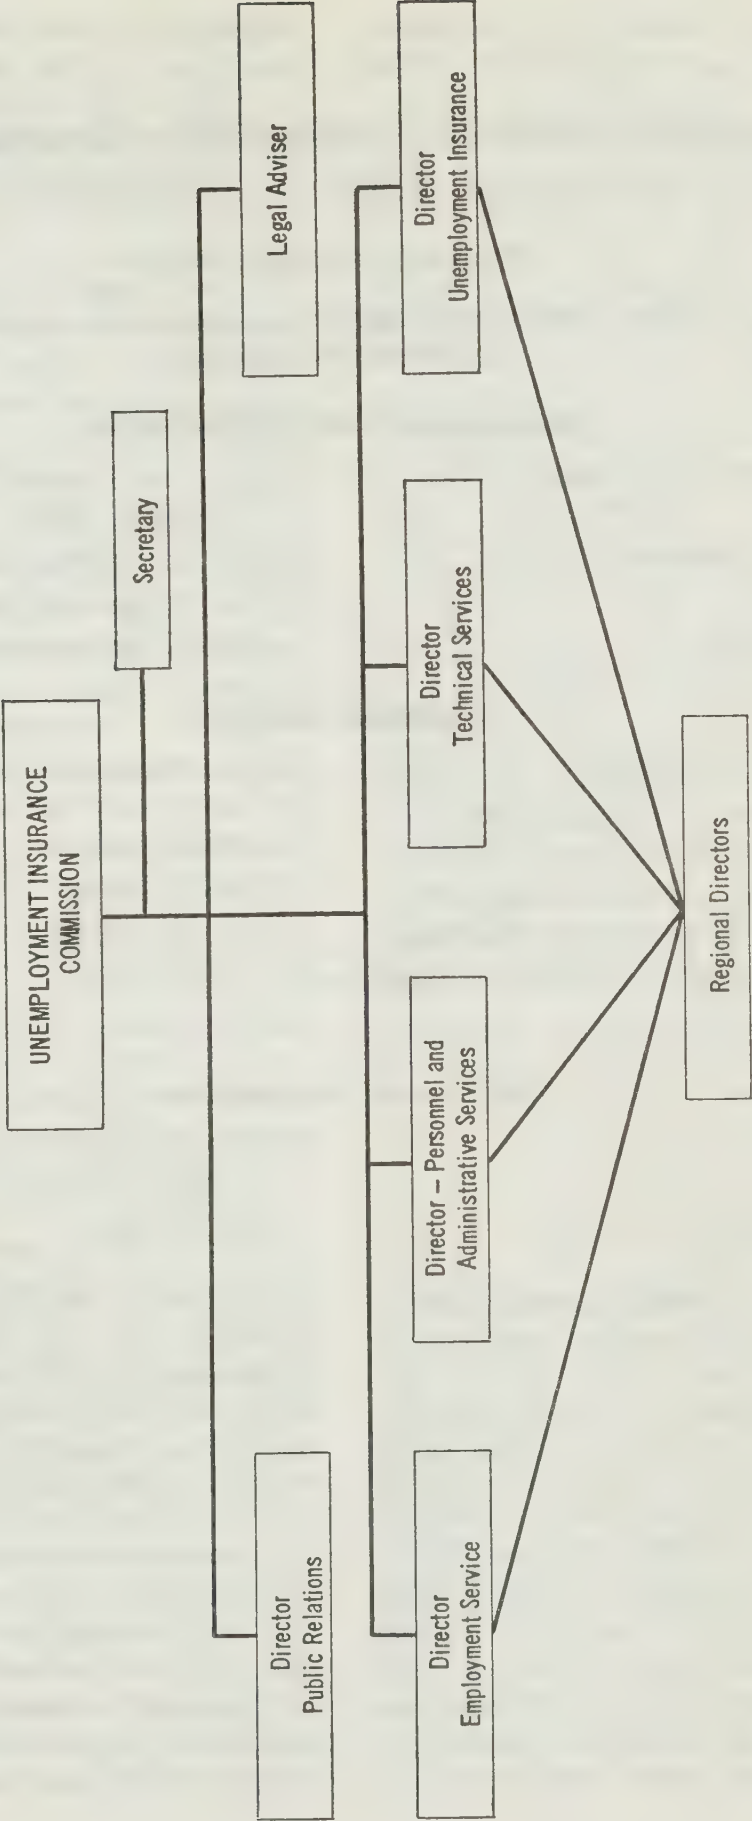 UNEMPLOYMENT INSURANCE
COMMISSION
Secretary
Director
Public Relations
Legal Adviser
Director
Employment Service
Director – Personnel and
Administrative Services
Director
Technical Services
Director
Unemployment Insurance
Regional Directors